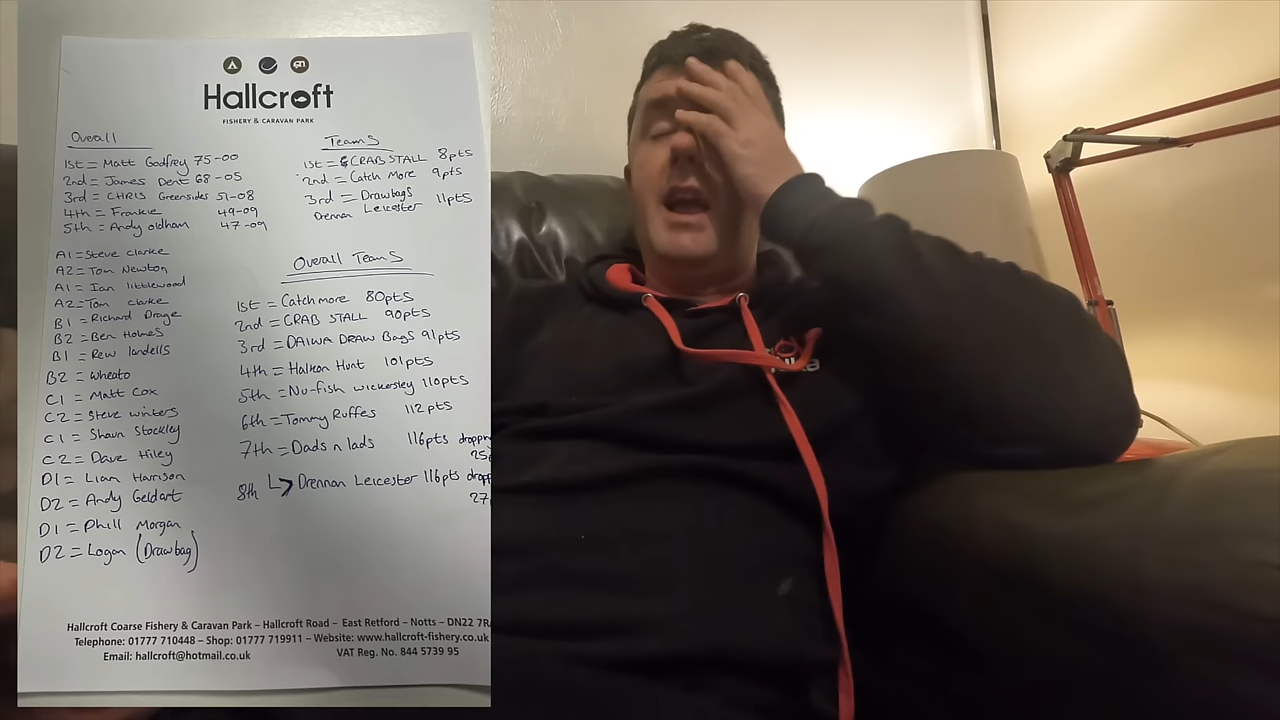 Hallcroft
FISHERY & CARAVAN PARK
Overall
1st = Matt Godfrey 75-00
2nd = James Dent 68-05
3rd = CHRIS Greensides 51-08
4th = Frankie 49-09
5th = Andy oldham 47-09
A1 = Steve clarke
A2 = Tom Newton
A1 = Ian littlewood
A2 = Tom clarke
B1 = Richard Drage
B2 = Ben Holmes
B1 = Rew landells
B2 = Wheato
C1 = Matt Cox
C2 = Steve winters
C1 = Shaun Stockley
C2 = Dave Hiley
D1 = Liam Harrison
D2 = Andy Geldart
D1 = Phill Morgan
D2 = Logan (Drawbag)
Teams
1st = CRAB STALL 8pts
2nd = Catch More 9pts
3rd = Drawbags
Drennan Leicester 11pts
Overall Teams
1st = Catchmore 80pts
2nd = CRAB STALL 90pts
3rd = DAIWA DRAW Bags 91pts
4th = Halkon Hunt 101pts
5th = Nu-fish wickersley 110pts
6th = Tommy Ruffes 112pts
7th = Dads n lads 116pts dropping
25
8th ↳ Drennan Leicester 116pts dropp
27
Hallcroft Coarse Fishery & Caravan Park – Hallcroft Road – East Retford – Notts – DN22 7R
Telephone: 01777 710448 – Shop: 01777 719911 – Website: www.hallcroft-fishery.co.uk
Email: hallcroft@hotmail.co.uk VAT Reg. No. 844 5739 95